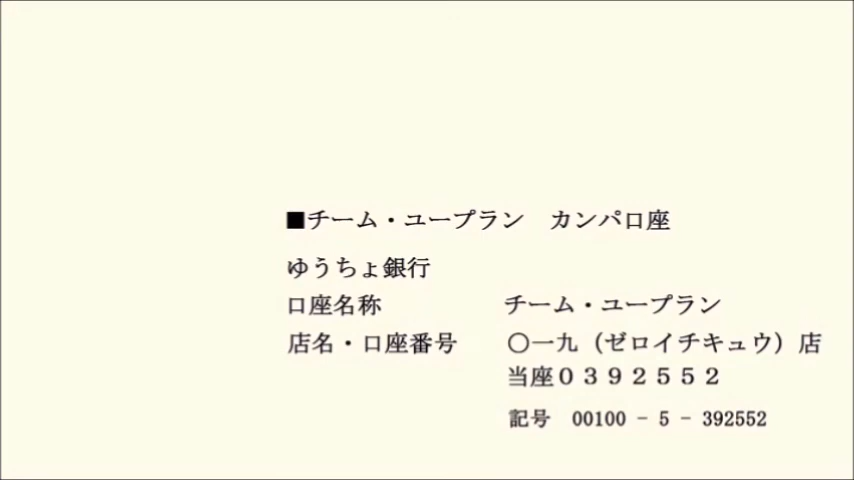 ■チーム・ユープラン　カンパ口座
ゆうちょ銀行
口座名称　チーム・ユープラン
店名・口座番号　〇一九（ゼロイチキュウ）店
当座０３９２５５２
記号　00100 － 5 － 392552